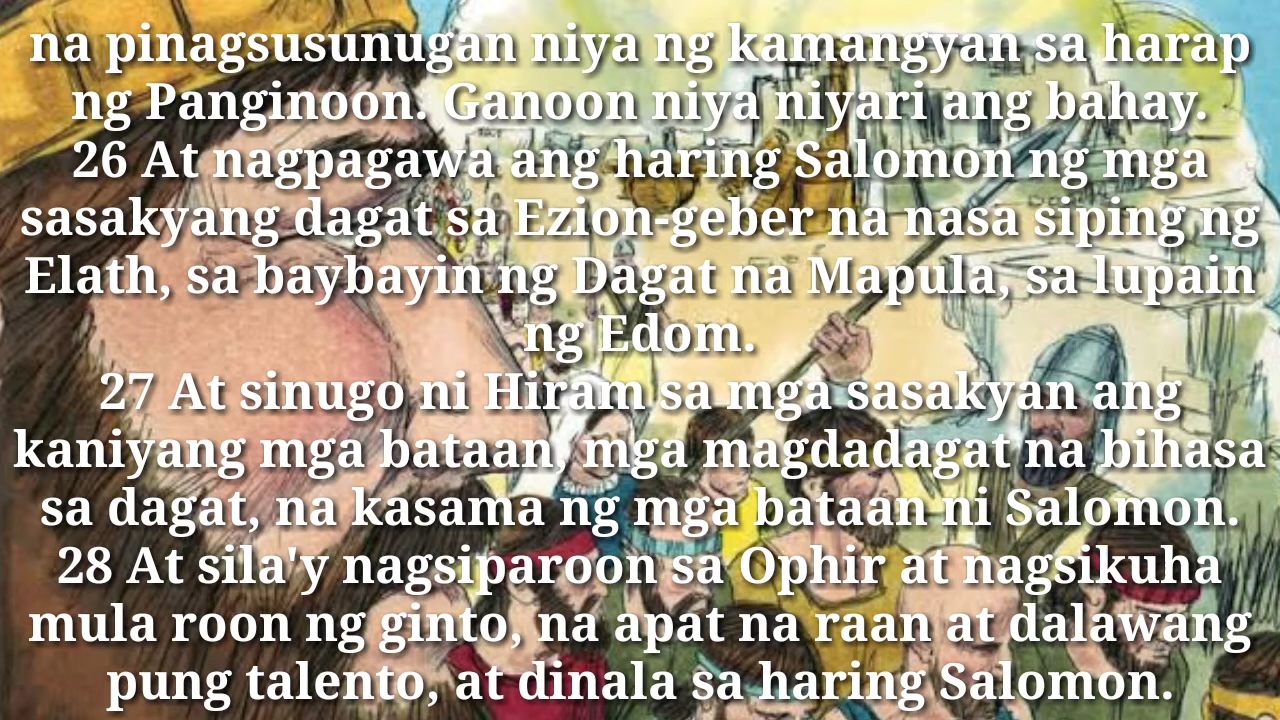 na pinagsusunugan niya ng kamangyan sa harap
ng Panginoon. Ganoon niya niyari ang bahay.
26 At nagpagawa ang haring Salomon ng mga
sasakyang dagat sa Ezion-geber na nasa siping ng
Elath, sa baybayin ng Dagat na Mapula, sa lupain
ng Edom.
27 At sinugo ni Hiram sa mga sasakyan ang
kaniyang mga bataan, mga magdadagat na bihasa
sa dagat, na kasama ng mga bataan ni Salomon.
28 At sila'y nagsiparoon sa Ophir at nagsikuha
mula roon ng ginto, na apat na raan at dalawang
pung talento, at dinala sa haring Salomon.